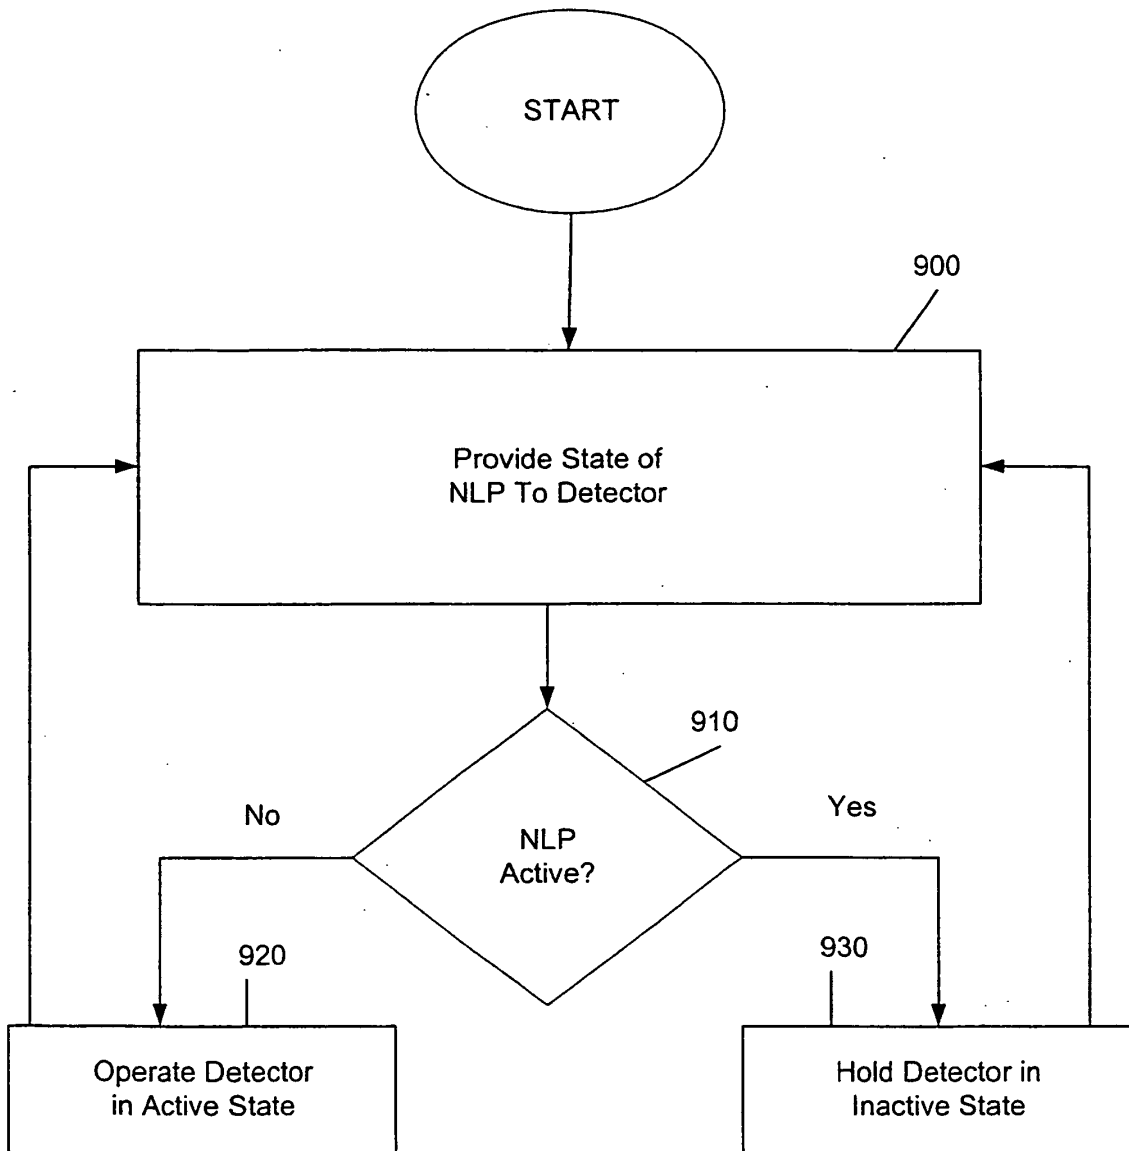 START
900
Provide State of
NLP To Detector
910
No
Yes
NLP
Active?
920
930
Operate Detector
in Active State
Hold Detector in
Inactive State